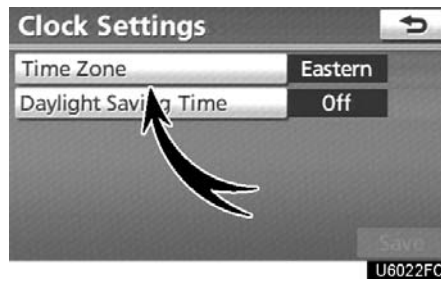 Clock Settings
Time Zone Eastern
Daylight Saving Time Off
Save
U6022FC